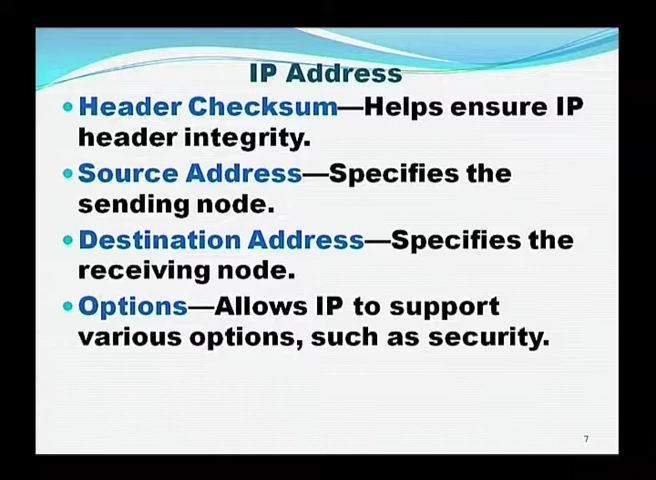 IP Address
•Header Checksum—Helps ensure IP
header integrity.
•Source Address—Specifies the
sending node.
•Destination Address—Specifies the
receiving node.
•Options—Allows IP to support
various options, such as security.
7